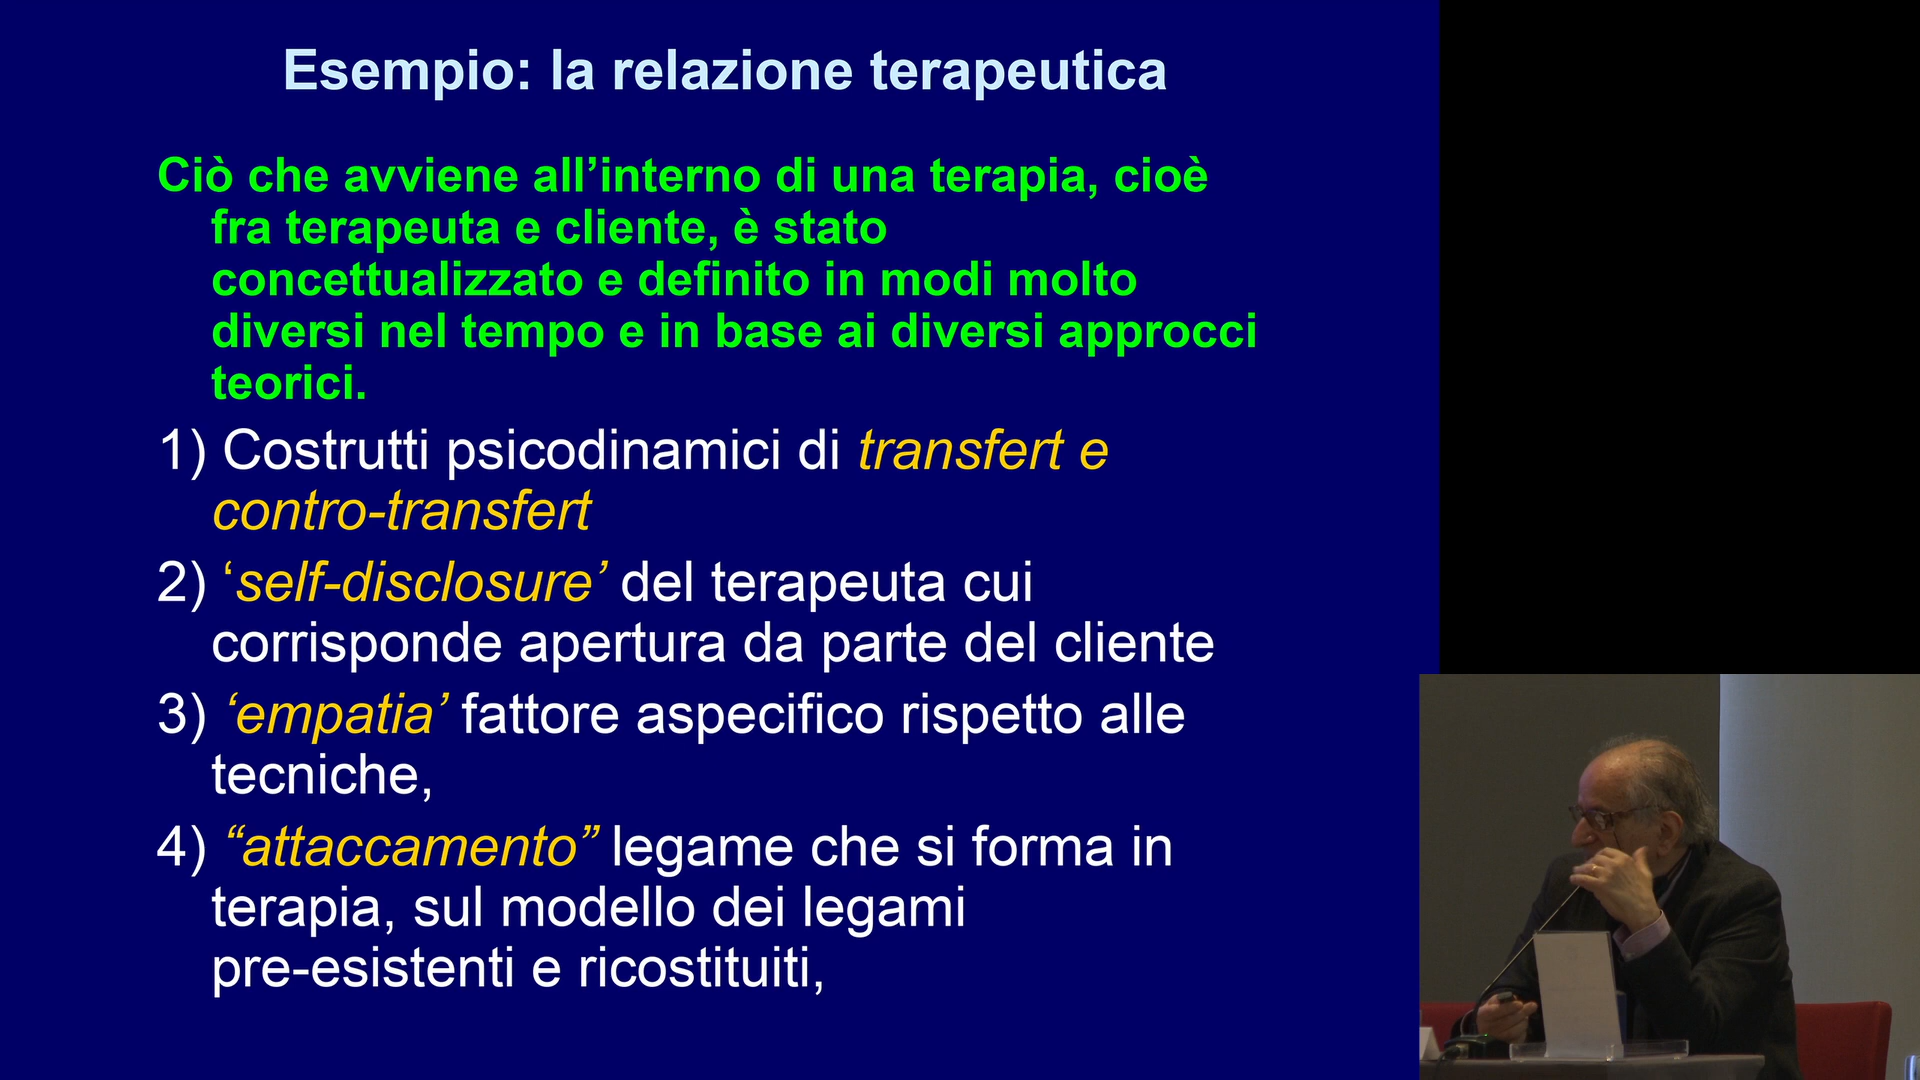 Esempio: la relazione terapeutica
Ciò che avviene all’interno di una terapia, cioè
fra terapeuta e cliente, è stato
concettualizzato e definito in modi molto
diversi nel tempo e in base ai diversi approcci
teorici.
1) Costrutti psicodinamici di transfert e
contro-transfert
2) ‘self-disclosure’ del terapeuta cui
corrisponde apertura da parte del cliente
3) ‘empatia’ fattore aspecifico rispetto alle
tecniche,
4) “attaccamento” legame che si forma in
terapia, sul modello dei legami
pre-esistenti e ricostituiti,